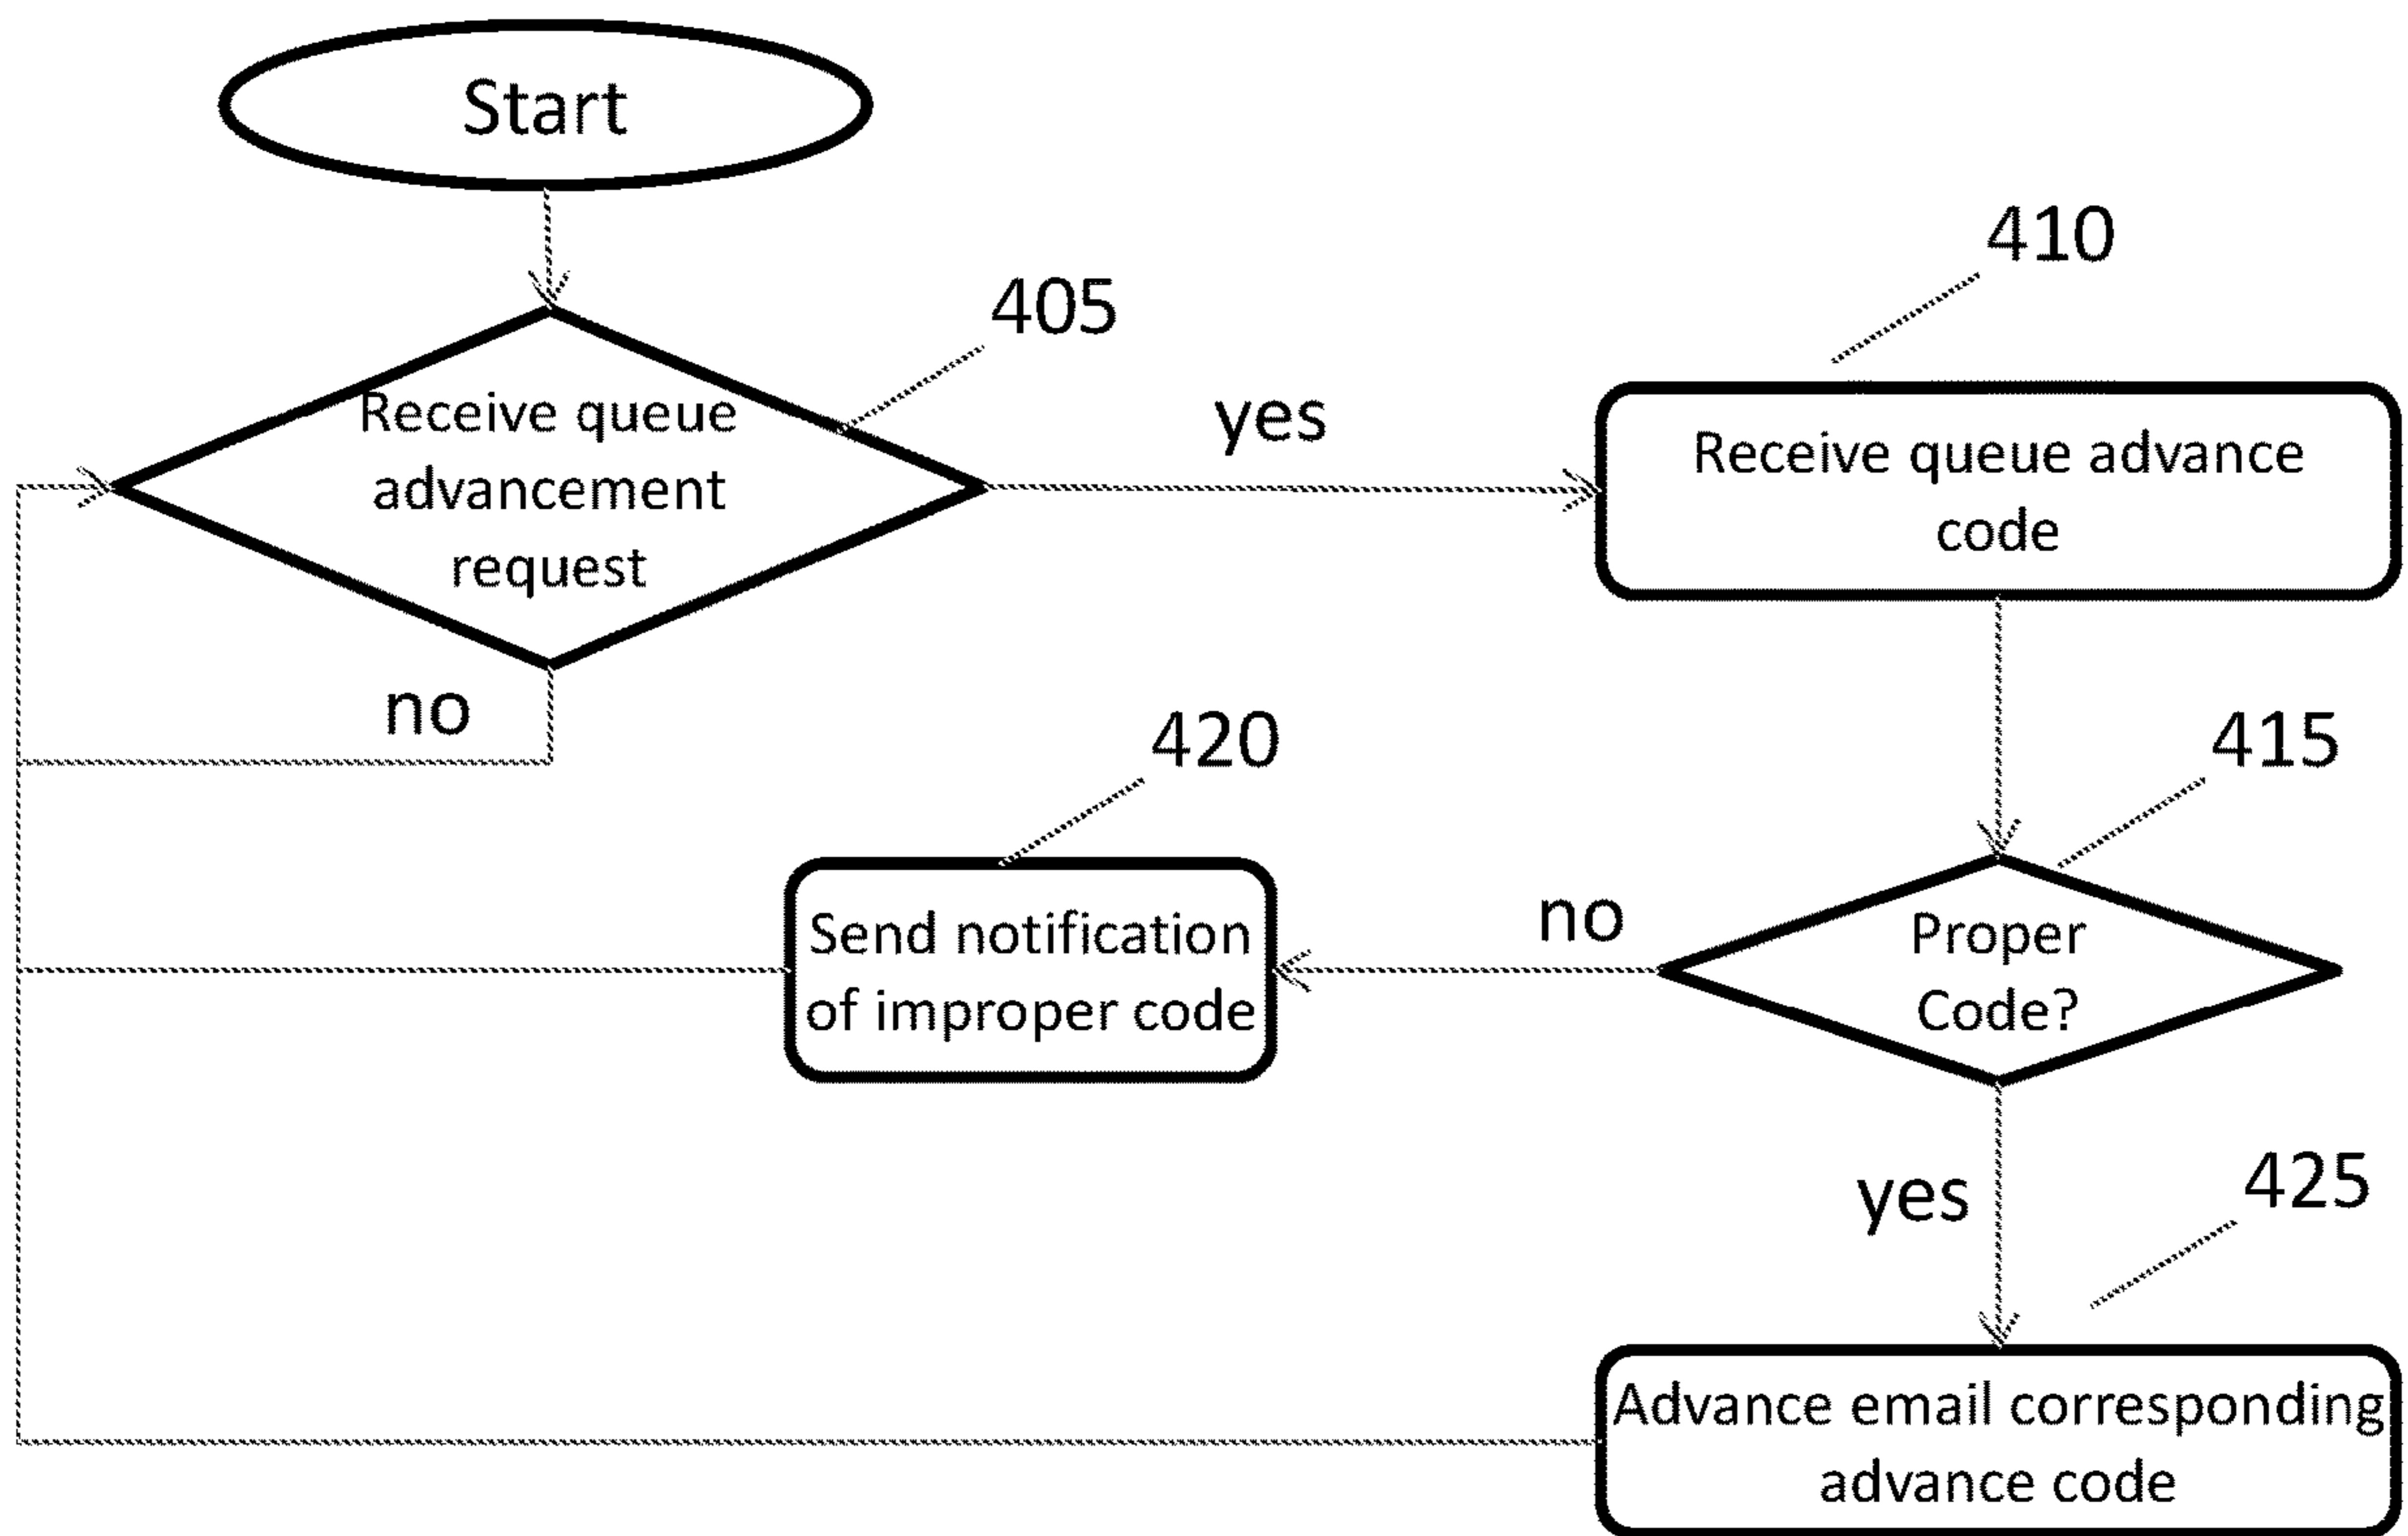 Start
405
410
Receive queue
advancement
request
yes
Receive queue advance
code
no
420
415
Send notification
of improper code
no
Proper
Code?
yes
425
Advance email corresponding
advance code